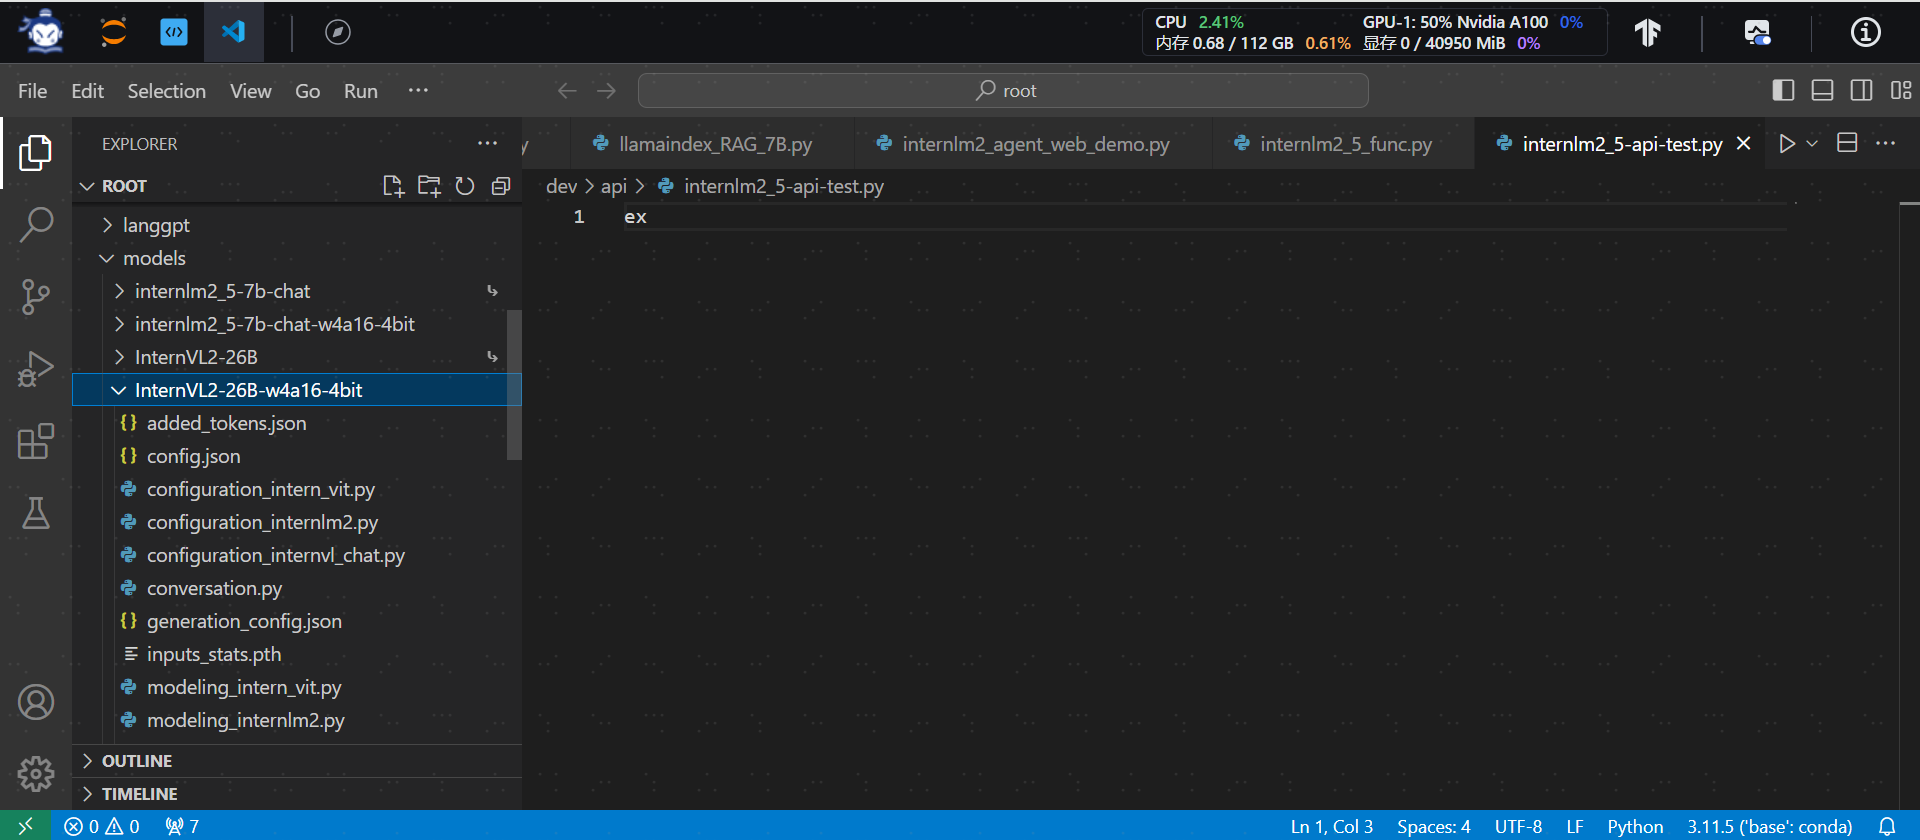 CPU 2.41% GPU-1: 50% Nvidia A100 0%
内存 0.68 / 112 GB 0.61% 显存 0 / 40950 MiB 0%
File Edit Selection View Go Run ··· root
EXPLORER ···
y llamaindex_RAG_7B.py internlm2_agent_web_demo.py internlm2_5_func.py internlm2_5-api-test.py
ROOT
dev > api > internlm2_5-api-test.py
1 ex
langgpt
models
internlm2_5-7b-chat
internlm2_5-7b-chat-w4a16-4bit
InternVL2-26B
InternVL2-26B-w4a16-4bit
{} added_tokens.json
{} config.json
configuration_intern_vit.py
configuration_internlm2.py
configuration_internvl_chat.py
conversation.py
{} generation_config.json
inputs_stats.pth
modeling_intern_vit.py
modeling_internlm2.py
OUTLINE
TIMELINE
0 0 7 Ln 1, Col 3 Spaces: 4 UTF-8 LF Python 3.11.5 ('base': conda)